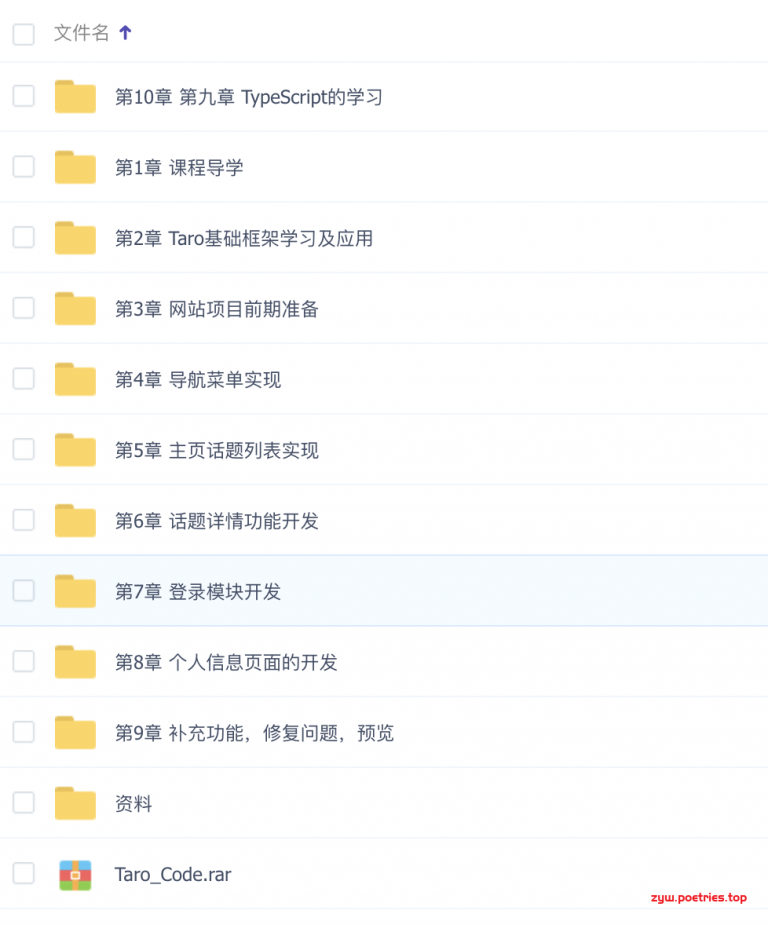 文件名
第10章 第九章 TypeScript的学习
第1章 课程导学
第2章 Taro基础框架学习及应用
第3章 网站项目前期准备
第4章 导航菜单实现
第5章 主页话题列表实现
第6章 话题详情功能开发
第7章 登录模块开发
第8章 个人信息页面的开发
第9章 补充功能，修复问题，预览
资料
Taro_Code.rar
zyw.poetries.top